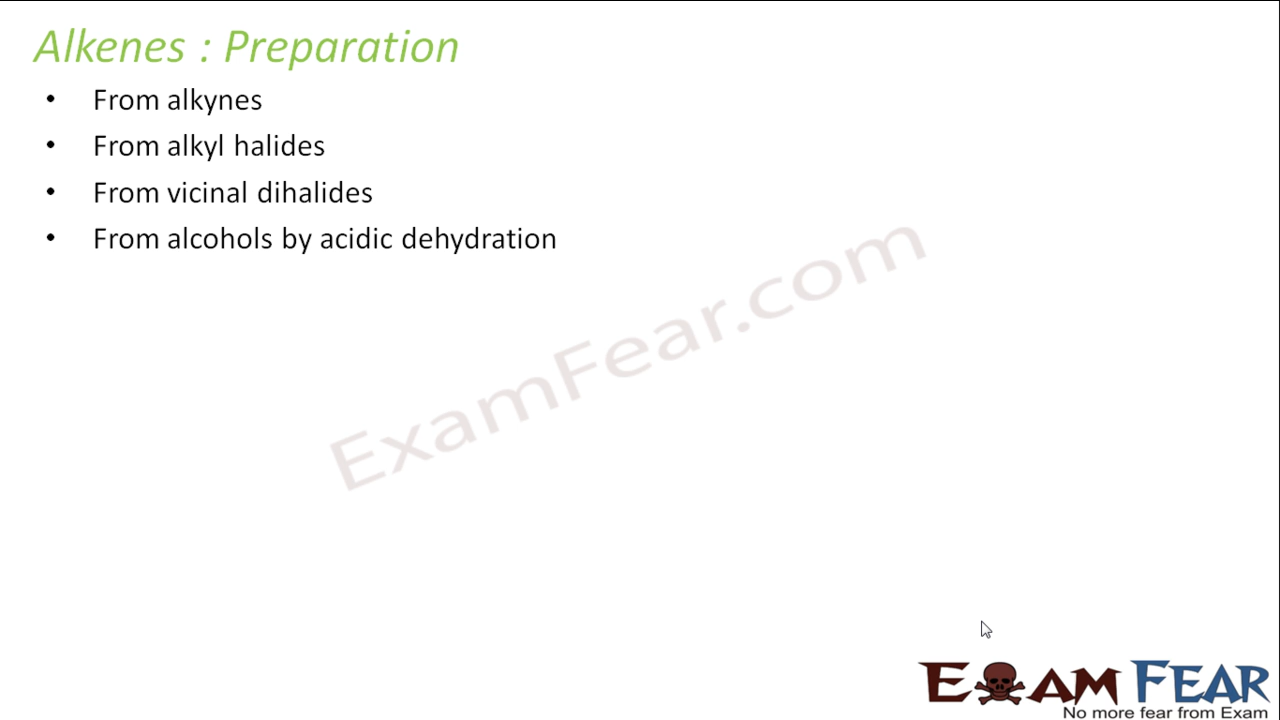 Alkenes : Preparation
• From alkynes
• From alkyl halides
• From vicinal dihalides
• From alcohols by acidic dehydration
ExamFear.com
EXAM FEAR
No more fear from Exam